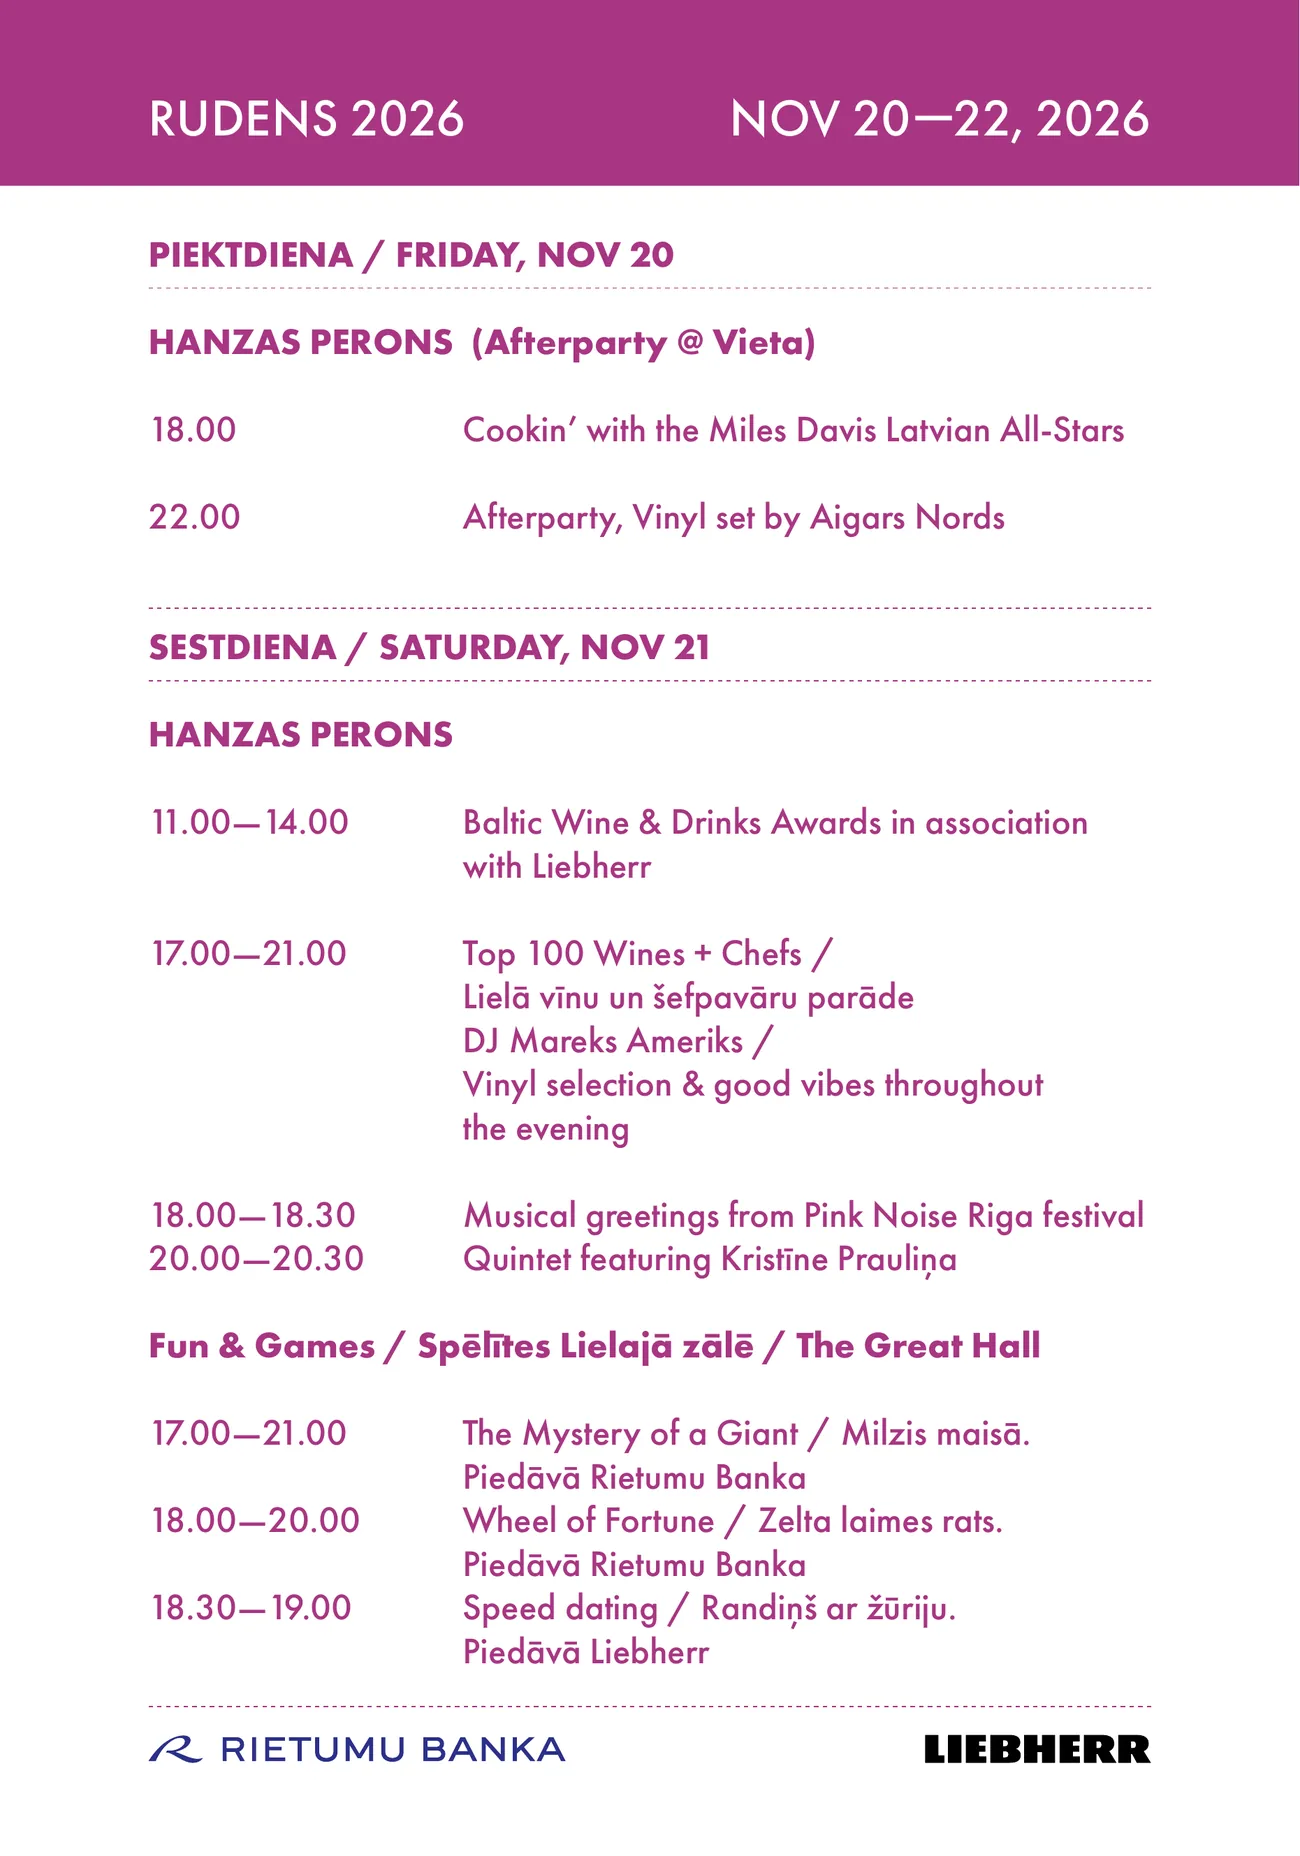 RUDENS 2026
NOV 20—22, 2026
PIEKTDIENA / FRIDAY, NOV 20
HANZAS PERONS (Afterparty @ Vieta)
18.00 Cookin’ with the Miles Davis Latvian All-Stars
22.00 Afterparty, Vinyl set by Aigars Nords
SESTDIENA / SATURDAY, NOV 21
HANZAS PERONS
11.00—14.00 Baltic Wine & Drinks Awards in association
with Liebherr
17.00—21.00 Top 100 Wines + Chefs /
Lielā vīnu un šefpavāru parāde
DJ Mareks Ameriks /
Vinyl selection & good vibes throughout
the evening
18.00—18.30 Musical greetings from Pink Noise Riga festival
20.00—20.30 Quintet featuring Kristīne Prauliņa
Fun & Games / Spēlītes Lielajā zālē / The Great Hall
17.00—21.00 The Mystery of a Giant / Milzis maisā.
Piedāvā Rietumu Banka
18.00—20.00 Wheel of Fortune / Zelta laimes rats.
Piedāvā Rietumu Banka
18.30—19.00 Speed dating / Randiņš ar žūriju.
Piedāvā Liebherr
RIETUMU BANKA
LIEBHERR